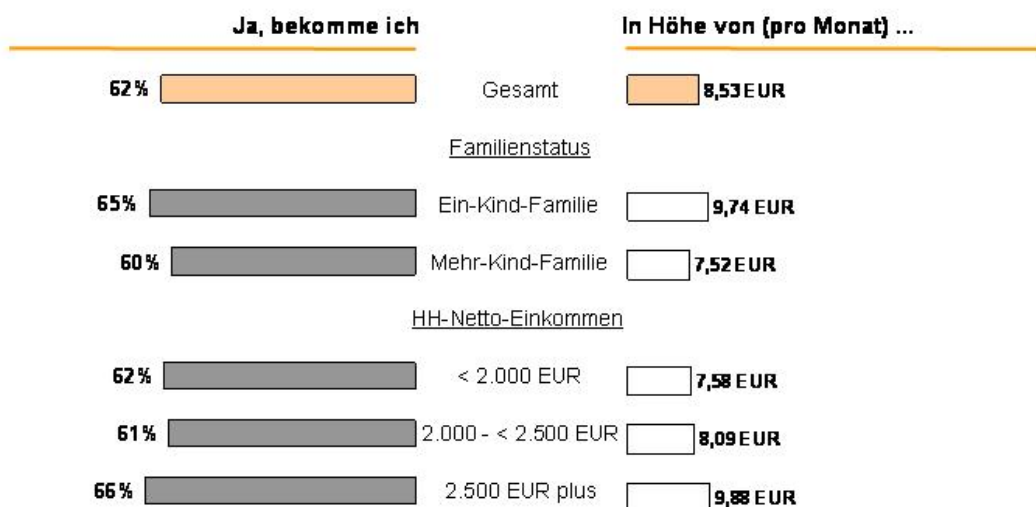 Ja, bekomme ich In Höhe von (pro Monat) ...
62% Gesamt 8,53 EUR
Familienstatus
65% Ein-Kind-Familie 9,74 EUR
60% Mehr-Kind-Familie 7,52 EUR
HH-Netto-Einkommen
62% < 2.000 EUR 7,58 EUR
61% 2.000 - < 2.500 EUR 8,09 EUR
66% 2.500 EUR plus 9,88 EUR